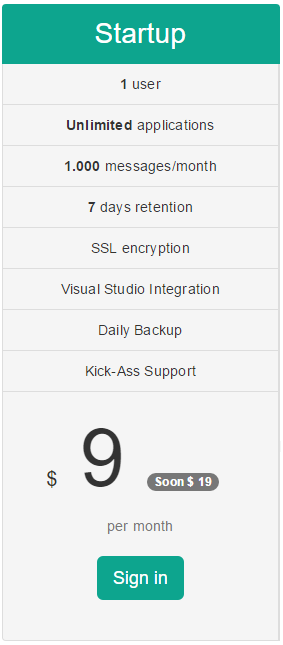 Startup
1 user
Unlimited applications
1.000 messages/month
7 days retention
SSL encryption
Visual Studio Integration
Daily Backup
Kick-Ass Support
$ 9 Soon $ 19
per month
Sign in